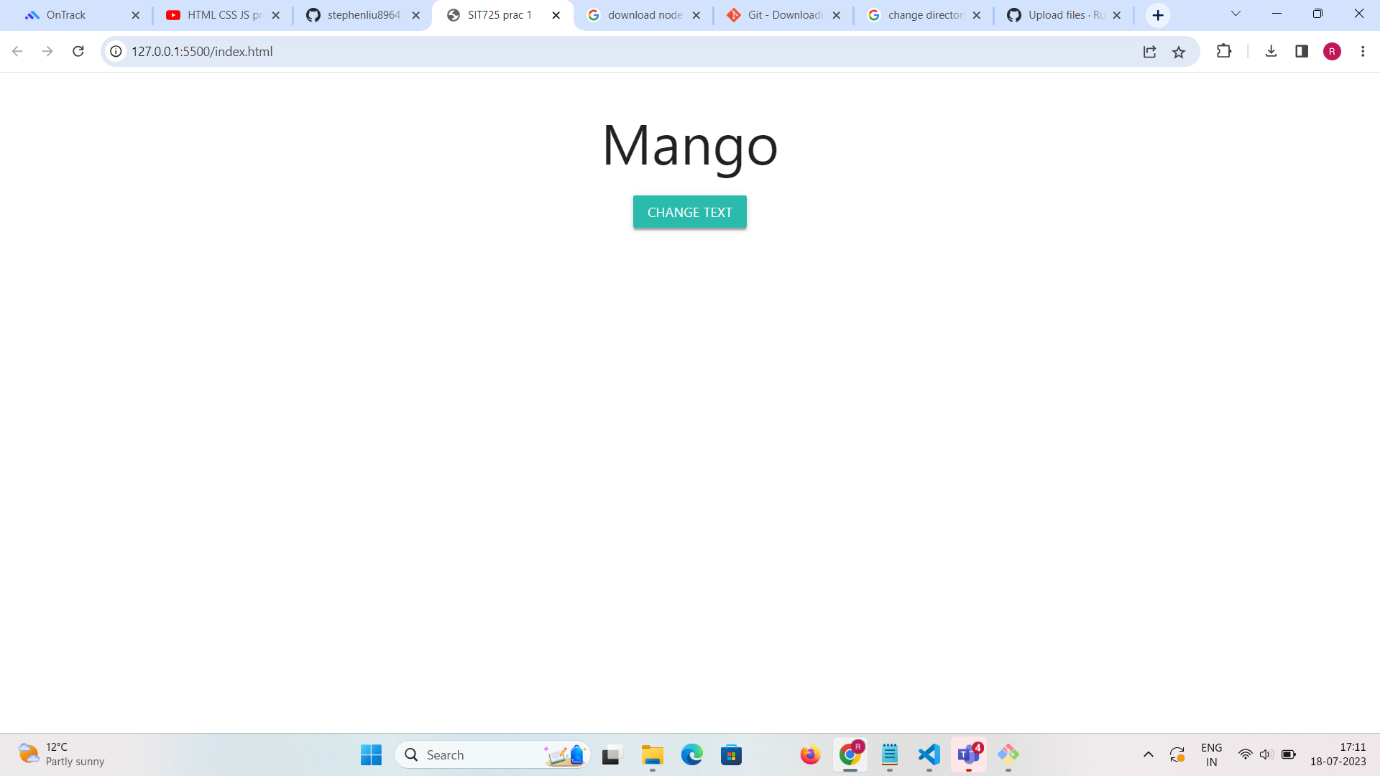 OnTrack
HTML CSS JS pr
stephenliu8964
SIT725 prac 1
download node
Git - Downloadi
change director
Upload files · Ru
127.0.0.1:5500/index.html
R
Mango
CHANGE TEXT
12°C
Partly sunny
Search
R
4
ENG
IN
17:11
18-07-2023